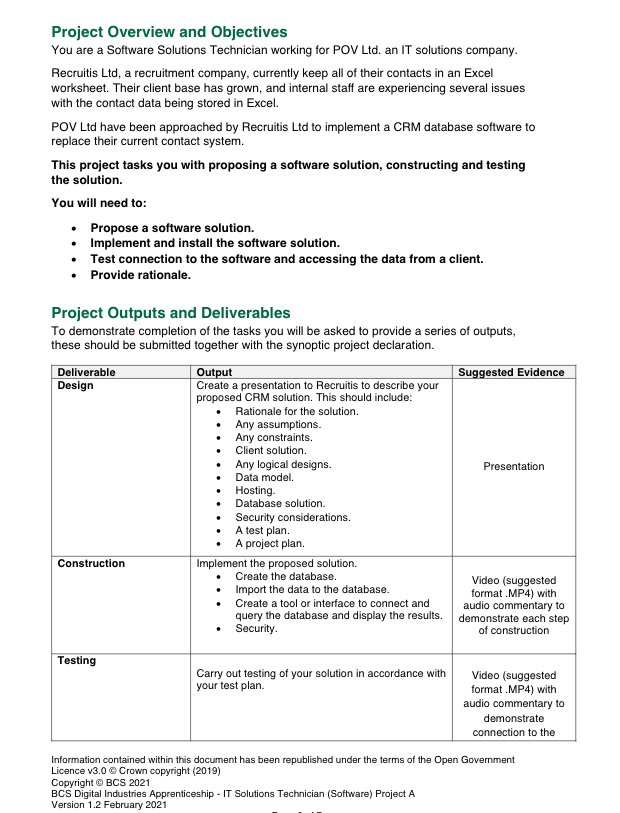 Project Overview and Objectives
You are a Software Solutions Technician working for POV Ltd. an IT solutions company.
Recruitis Ltd, a recruitment company, currently keep all of their contacts in an Excel
worksheet. Their client base has grown, and internal staff are experiencing several issues
with the contact data being stored in Excel.
POV Ltd have been approached by Recruitis Ltd to implement a CRM database software to
replace their current contact system.
This project tasks you with proposing a software solution, constructing and testing
the solution.
You will need to:
• Propose a software solution.
• Implement and install the software solution.
• Test connection to the software and accessing the data from a client.
• Provide rationale.
Project Outputs and Deliverables
To demonstrate completion of the tasks you will be asked to provide a series of outputs,
these should be submitted together with the synoptic project declaration.
Deliverable Output Suggested Evidence
Design
Create a presentation to Recruitis to describe your
proposed CRM solution. This should include:
• Rationale for the solution.
• Any assumptions.
• Any constraints.
• Client solution.
• Any logical designs.
• Data model.
• Hosting.
• Database solution.
• Security considerations.
• A test plan.
• A project plan.
Presentation
Construction
Implement the proposed solution.
• Create the database.
• Import the data to the database.
• Create a tool or interface to connect and
query the database and display the results.
• Security.
Video (suggested
format .MP4) with
audio commentary to
demonstrate each step
of construction
Testing
Carry out testing of your solution in accordance with
your test plan.
Video (suggested
format .MP4) with
audio commentary to
demonstrate
connection to the
Information contained within this document has been republished under the terms of the Open Government
Licence v3.0 © Crown copyright (2019)
Copyright © BCS 2021
BCS Digital Industries Apprenticeship - IT Solutions Technician (Software) Project A
Version 1.2 February 2021